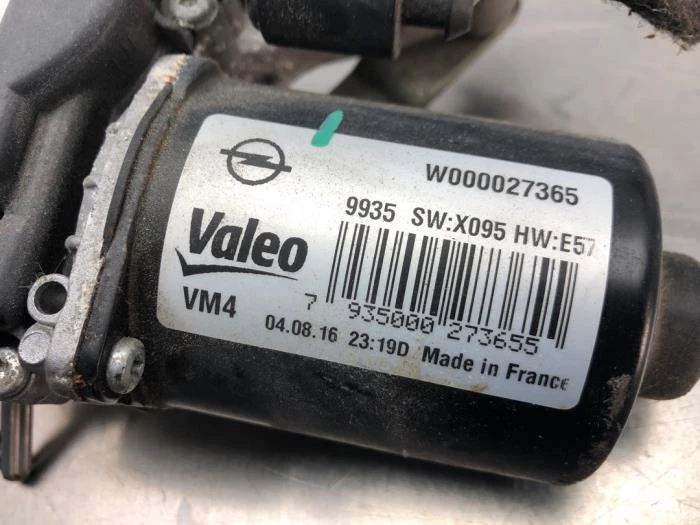 W000027365
9935 SW:X095 HW:E57
Valeo
VM4
7 935000 273655
04.08.16 23:19D Made in France